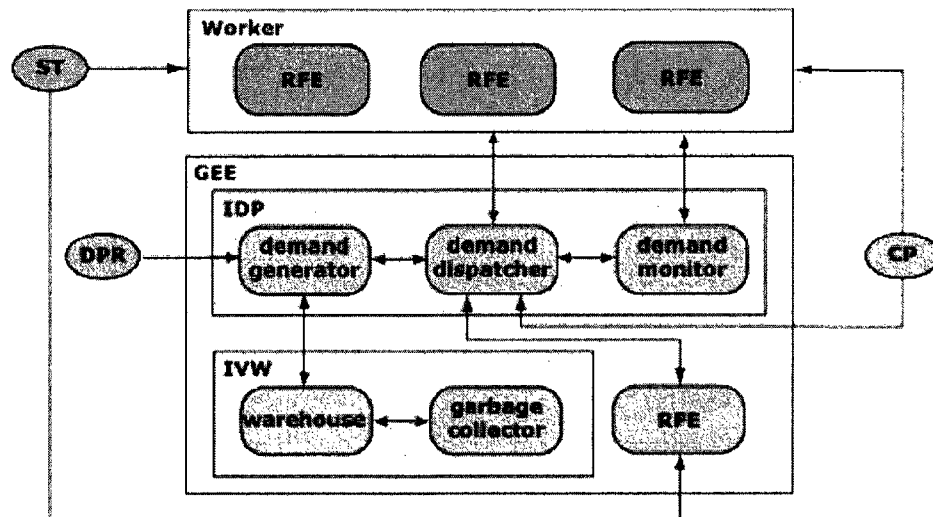 Worker
ST
RFE
RFE
RFE
GEE
IDP
DPR
demand
generator
demand
dispatcher
demand
monitor
CP
IVW
warehouse
garbage
collector
RFE